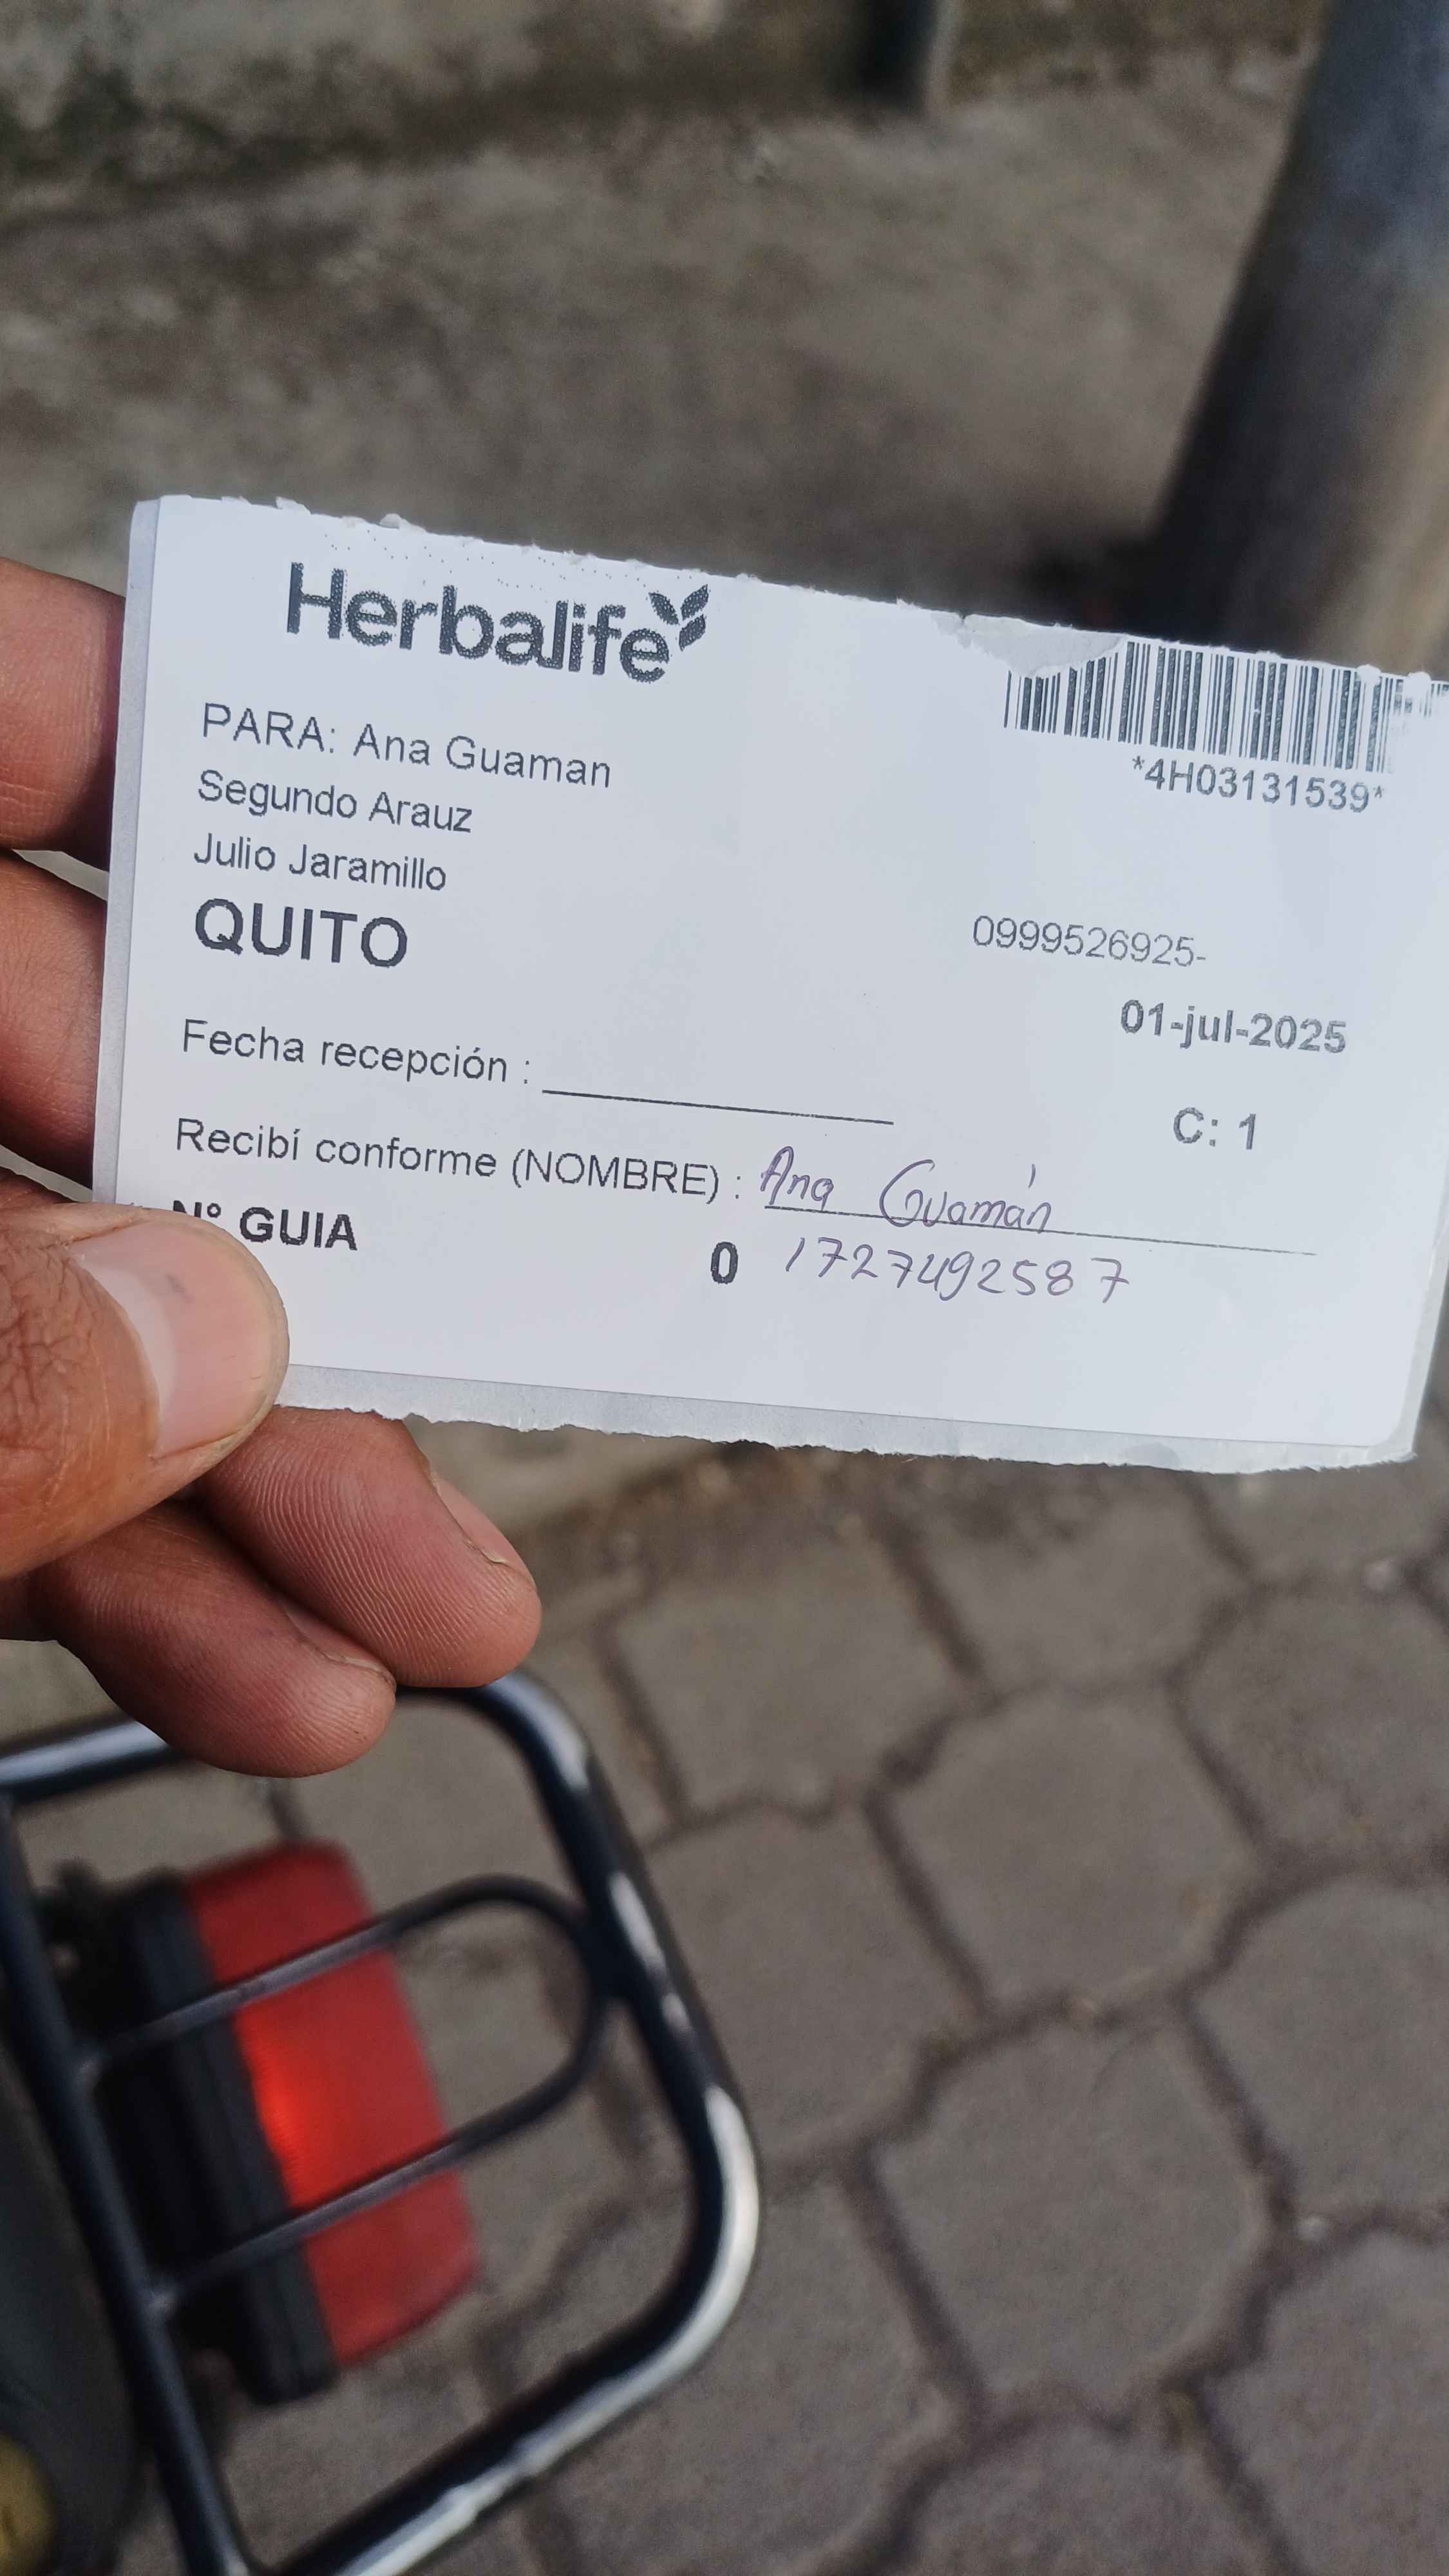 Herbalife
*4H03131539*
PARA: Ana Guaman
Segundo Arauz
Julio Jaramillo
QUITO
0999526925-
01-jul-2025
Fecha recepción : ____________
C: 1
Recibí conforme (NOMBRE) : Ana Guamán
N° GUIA 0 1727492587